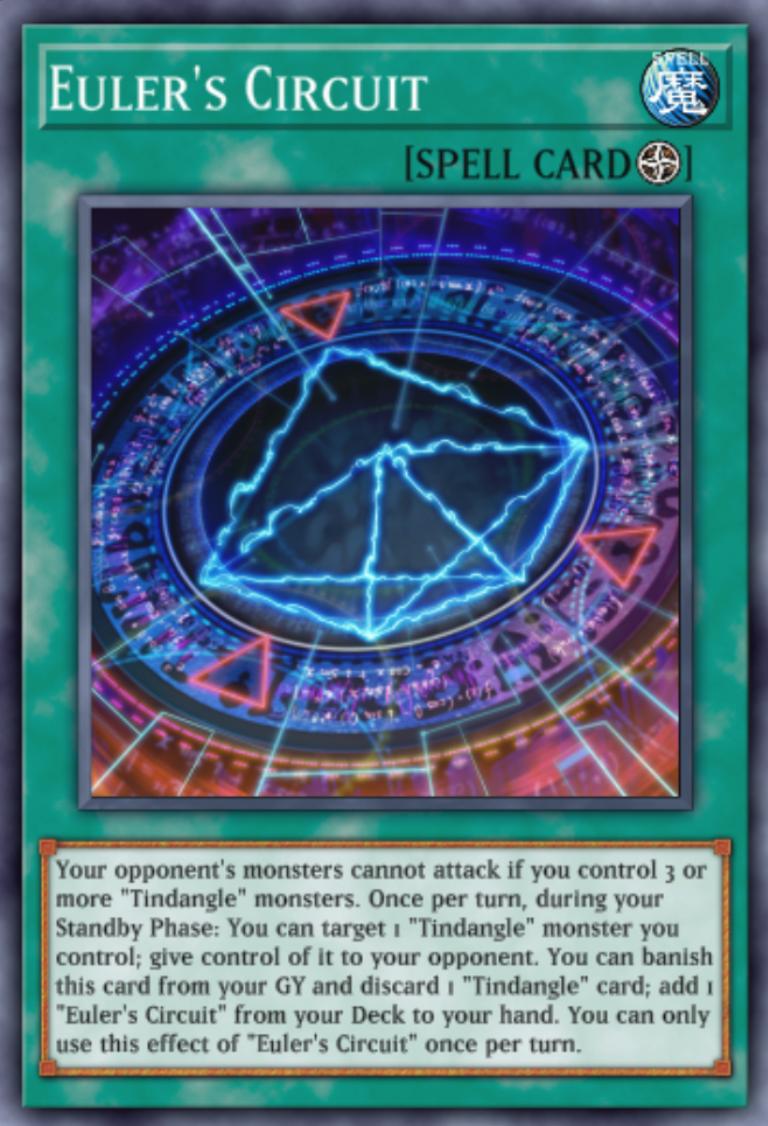 Euler's Circuit
SPELL
魔
[SPELL CARD]
Your opponent's monsters cannot attack if you control 3 or
more "Tindangle" monsters. Once per turn, during your
Standby Phase: You can target 1 "Tindangle" monster you
control; give control of it to your opponent. You can banish
this card from your GY and discard 1 "Tindangle" card; add 1
"Euler's Circuit" from your Deck to your hand. You can only
use this effect of "Euler's Circuit" once per turn.